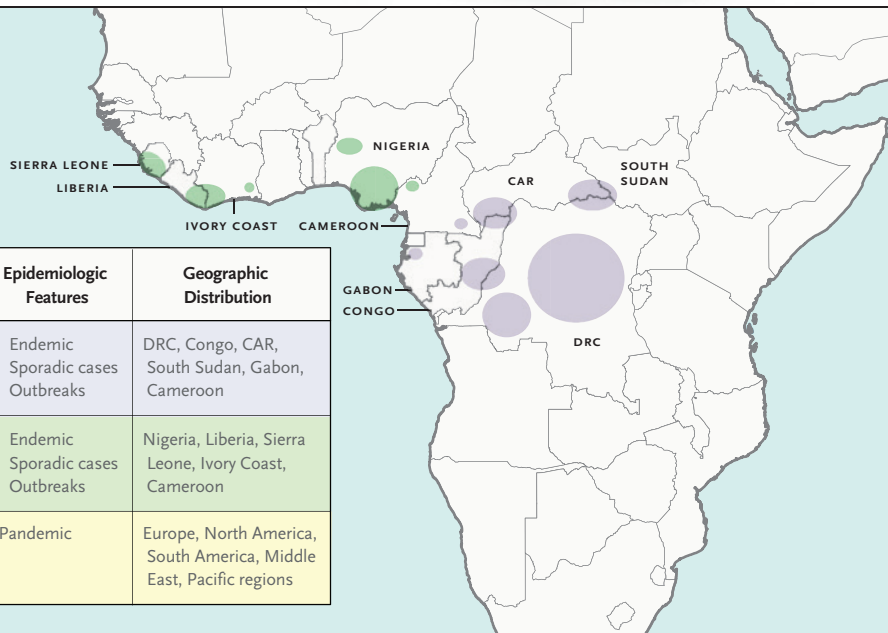 NIGERIA
SIERRA LEONE
LIBERIA
SOUTH
SUDAN
CAR
IVORY COAST
CAMEROON
GABON
CONGO
DRC
Epidemiologic
Features
Geographic
Distribution
Endemic
Sporadic cases
Outbreaks
DRC, Congo, CAR,
South Sudan, Gabon,
Cameroon
Endemic
Sporadic cases
Outbreaks
Nigeria, Liberia, Sierra
Leone, Ivory Coast,
Cameroon
Pandemic
Europe, North America,
South America, Middle
East, Pacific regions